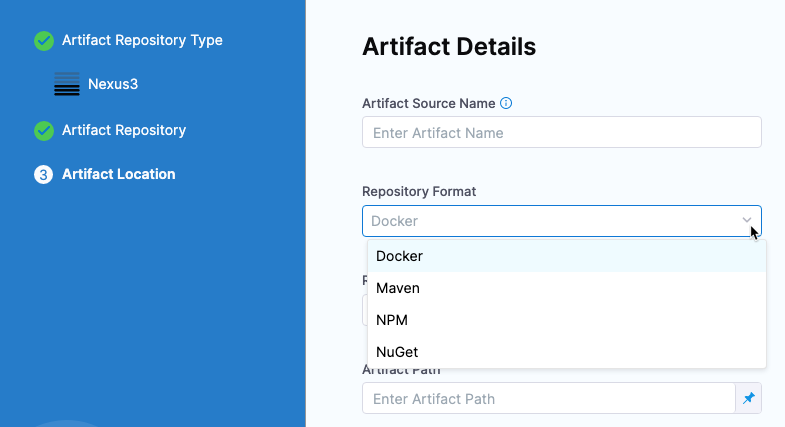 Artifact Repository Type
Nexus3
Artifact Repository
3 Artifact Location
Artifact Details
Artifact Source Name
Enter Artifact Name
Repository Format
Docker
Docker
Maven
NPM
NuGet
Artifact Path
Enter Artifact Path